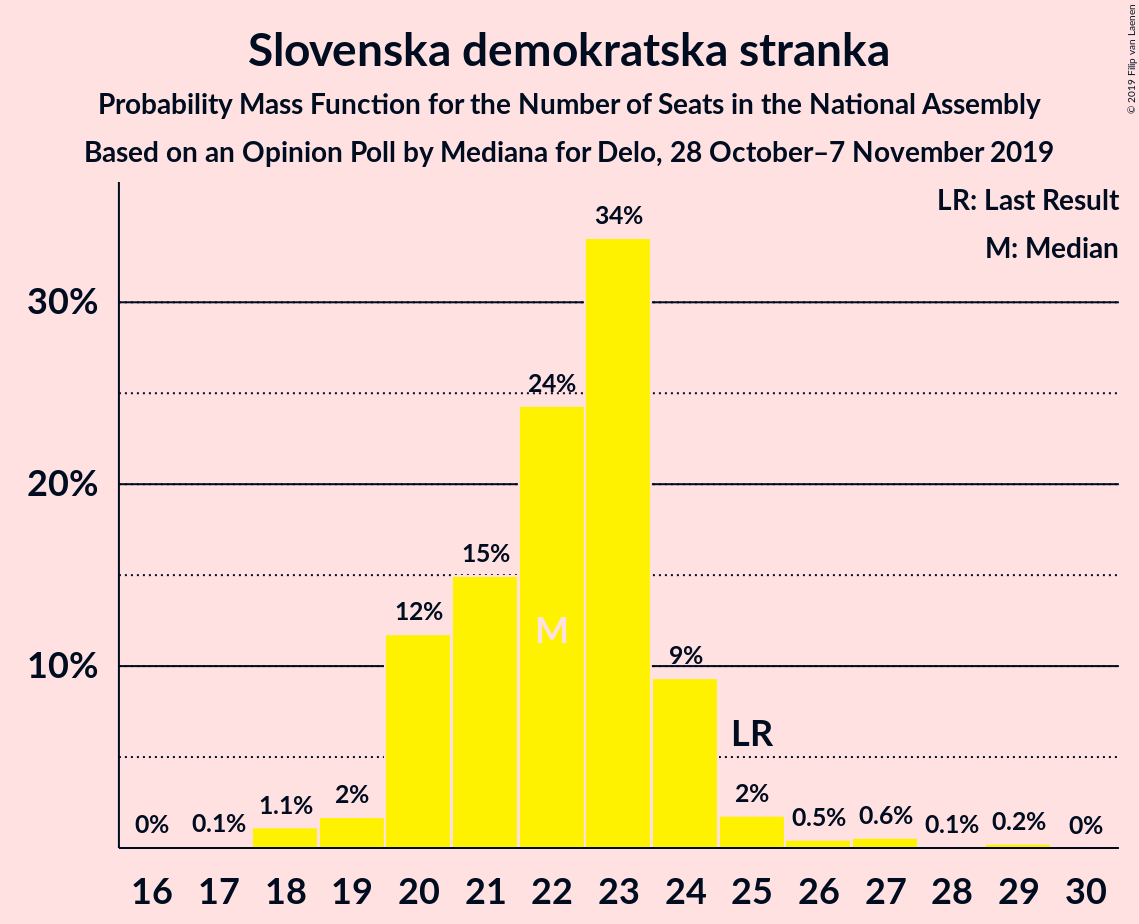 Slovenska demokratska stranka
Probability Mass Function for the Number of Seats in the National Assembly
Based on an Opinion Poll by Mediana for Delo, 28 October–7 November 2019
© 2019 Filip van Laenen
LR: Last Result
M: Median
30%
20%
10%
0%
0.1%
1.1%
2%
12%
15%
24%
34%
9%
2%
0.5%
0.6%
0.1%
0.2%
0%
M
LR
16 17 18 19 20 21 22 23 24 25 26 27 28 29 30